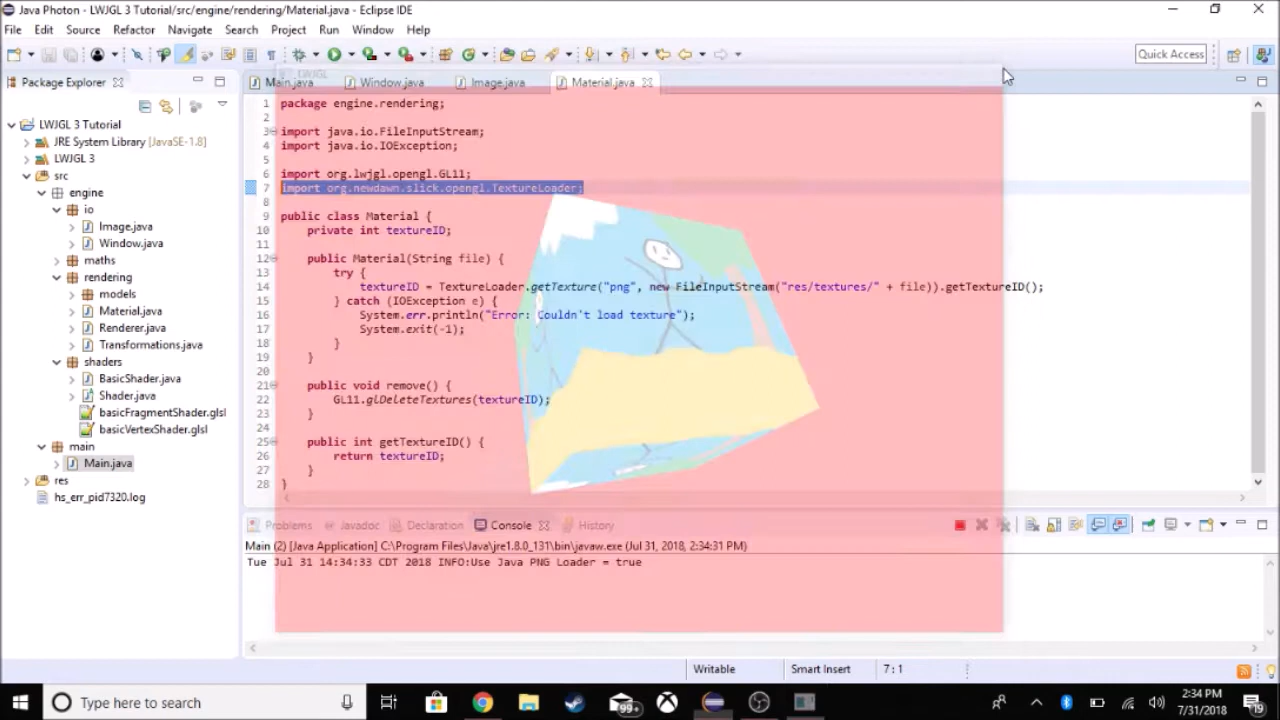 Java Photon - LWJGL 3 Tutorial/src/engine/rendering/Material.java - Eclipse IDE
File Edit Source Refactor Navigate Search Project Run Window Help
Quick Access
Package Explorer
LWJGL
Main.java Window.java Image.java Material.java
LWJGL 3 Tutorial
JRE System Library [JavaSE-1.8]
LWJGL 3
src
engine
io
Image.java
Window.java
maths
rendering
models
Material.java
Renderer.java
Transformations.java
shaders
BasicShader.java
Shader.java
basicFragmentShader.glsl
basicVertexShader.glsl
main
Main.java
res
hs_err_pid7320.log
1 package engine.rendering;
2
3 import java.io.FileInputStream;
4 import java.io.IOException;
5
6 import org.lwjgl.opengl.GL11;
7 import org.newdawn.slick.opengl.TextureLoader;
8
9 public class Material {
10 private int textureID;
11
12 public Material(String file) {
13 try {
14 textureID = TextureLoader.getTexture("png", new FileInputStream("res/textures/" + file)).getTextureID();
15 } catch (IOException e) {
16 System.err.println("Error: Couldn't load texture");
17 System.exit(-1);
18 }
19 }
20
21 public void remove() {
22 GL11.glDeleteTextures(textureID);
23 }
24
25 public int getTextureID() {
26 return textureID;
27 }
28 }
Problems Javadoc Declaration Console History
Main (2) [Java Application] C:\Program Files\Java\jre1.8.0_131\bin\javaw.exe (Jul 31, 2018, 2:34:31 PM)
Tue Jul 31 14:34:33 CDT 2018 INFO:Use Java PNG Loader = true
Writable Smart Insert 7 : 1
Type here to search
99+
2:34 PM
7/31/2018
19